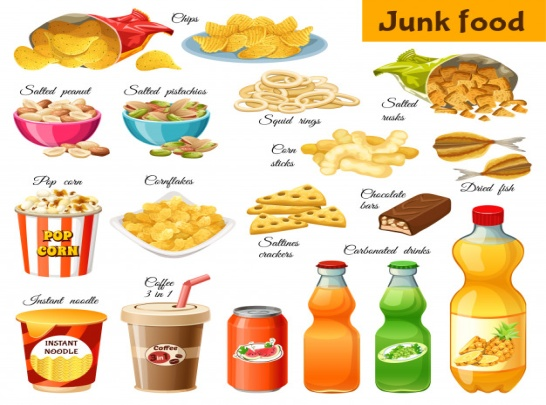 Chips
Junk food
Salted peanut
Salted pistachios
Squid rings
Salted
rusks
Corn
sticks
Dried fish
Pop corn
Cornflakes
Chocolate
bars
POP
CORN
Saltines
crackers
Carbonated drinks
Instant noodle
Coffee
3 in 1
INSTANT
NOODLE
Coffee